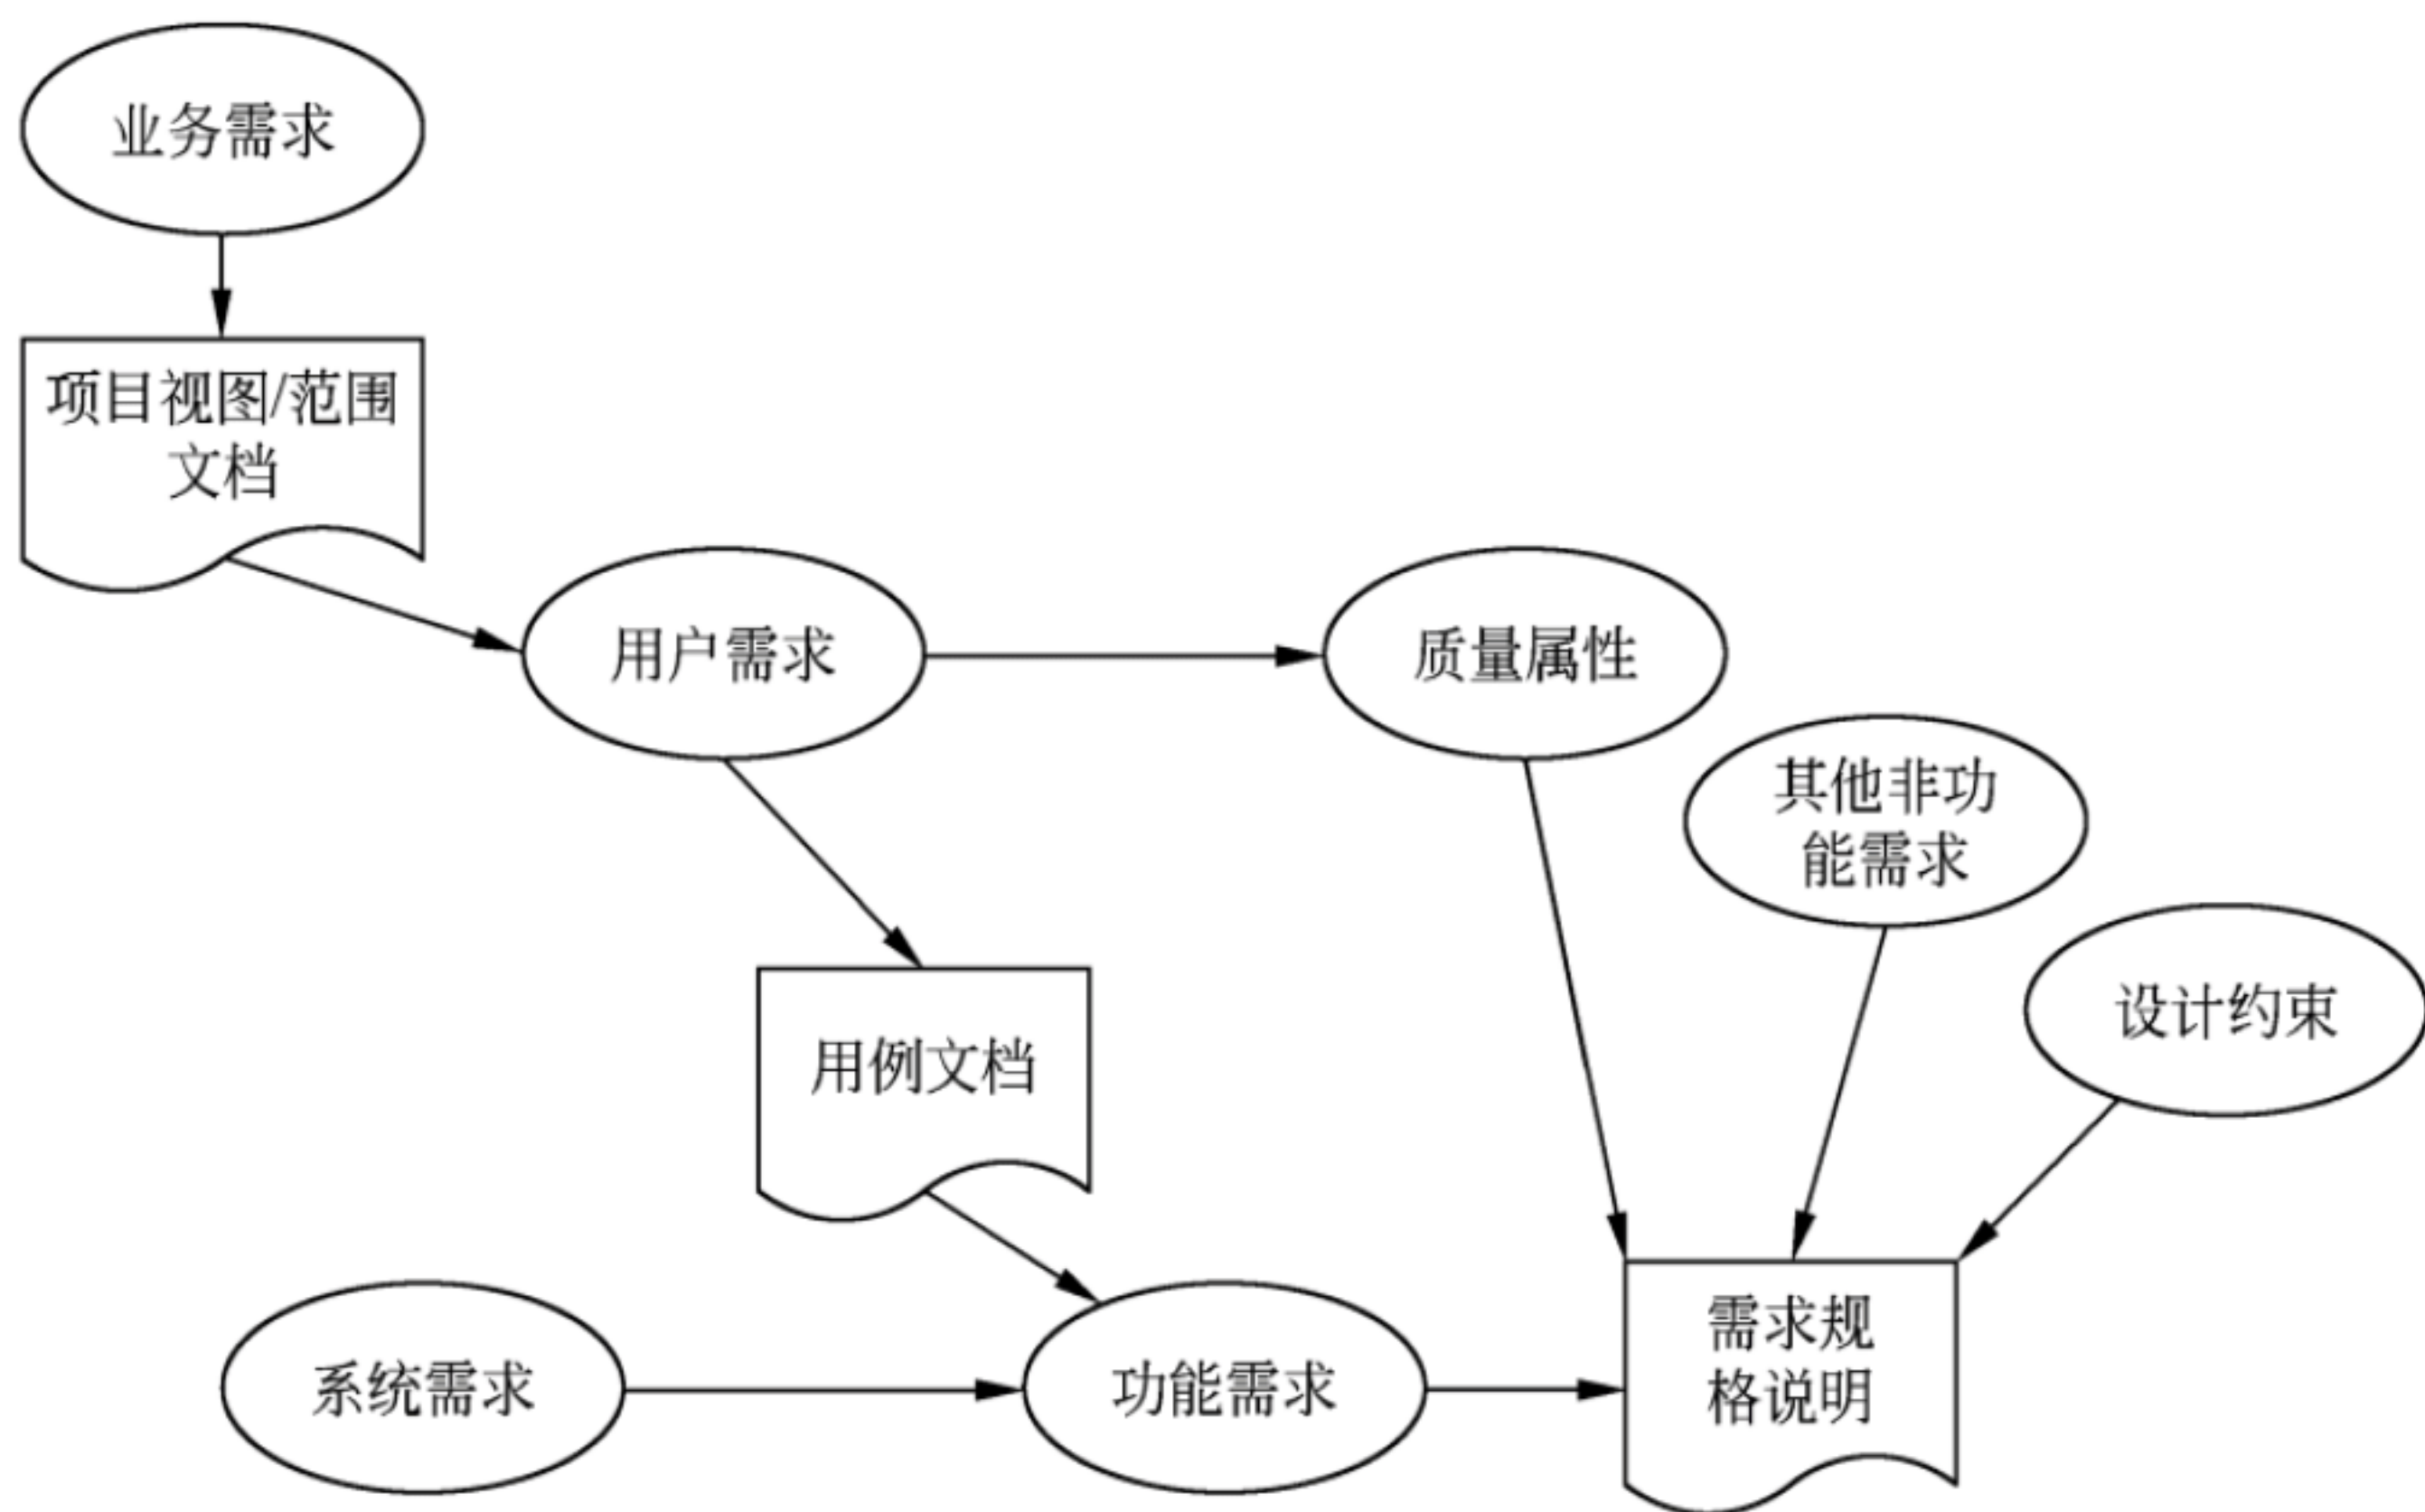 业务需求
项目视图/范围
文档
用户需求
质量属性
其他非功
能需求
设计约束
用例文档
系统需求
功能需求
需求规
格说明